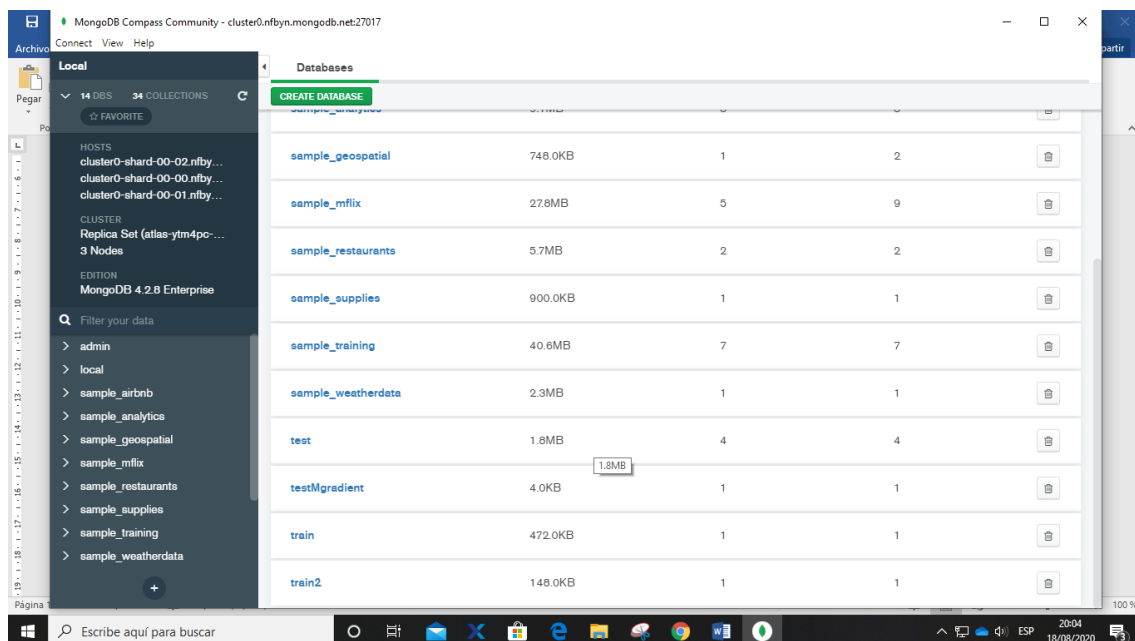 MongoDB Compass Community - cluster0.nfbyn.mongodb.net:27017
Archivo
Connect View Help
partir
Pegar
Local
14 DBS 34 COLLECTIONS
☆ FAVORITE
HOSTS
cluster0-shard-00-02.nfby...
cluster0-shard-00-00.nfby...
cluster0-shard-00-01.nfby...
CLUSTER
Replica Set (atlas-ytm4pc-...
3 Nodes
EDITION
MongoDB 4.2.8 Enterprise
Filter your data
admin
local
sample_airbnb
sample_analytics
sample_geospatial
sample_mflix
sample_restaurants
sample_supplies
sample_training
sample_weatherdata
+
Databases
CREATE DATABASE
sample_analytics
sample_geospatial 748.0KB 1 2
sample_mflix 27.8MB 5 9
sample_restaurants 5.7MB 2 2
sample_supplies 900.0KB 1 1
sample_training 40.6MB 7 7
sample_weatherdata 2.3MB 1 1
test 1.8MB 4 4
1.8MB
testMgradient 4.0KB 1 1
train 472.0KB 1 1
train2 148.0KB 1 1
Página 1
100 %
Escribe aquí para buscar
ESP
20:04
18/08/2020